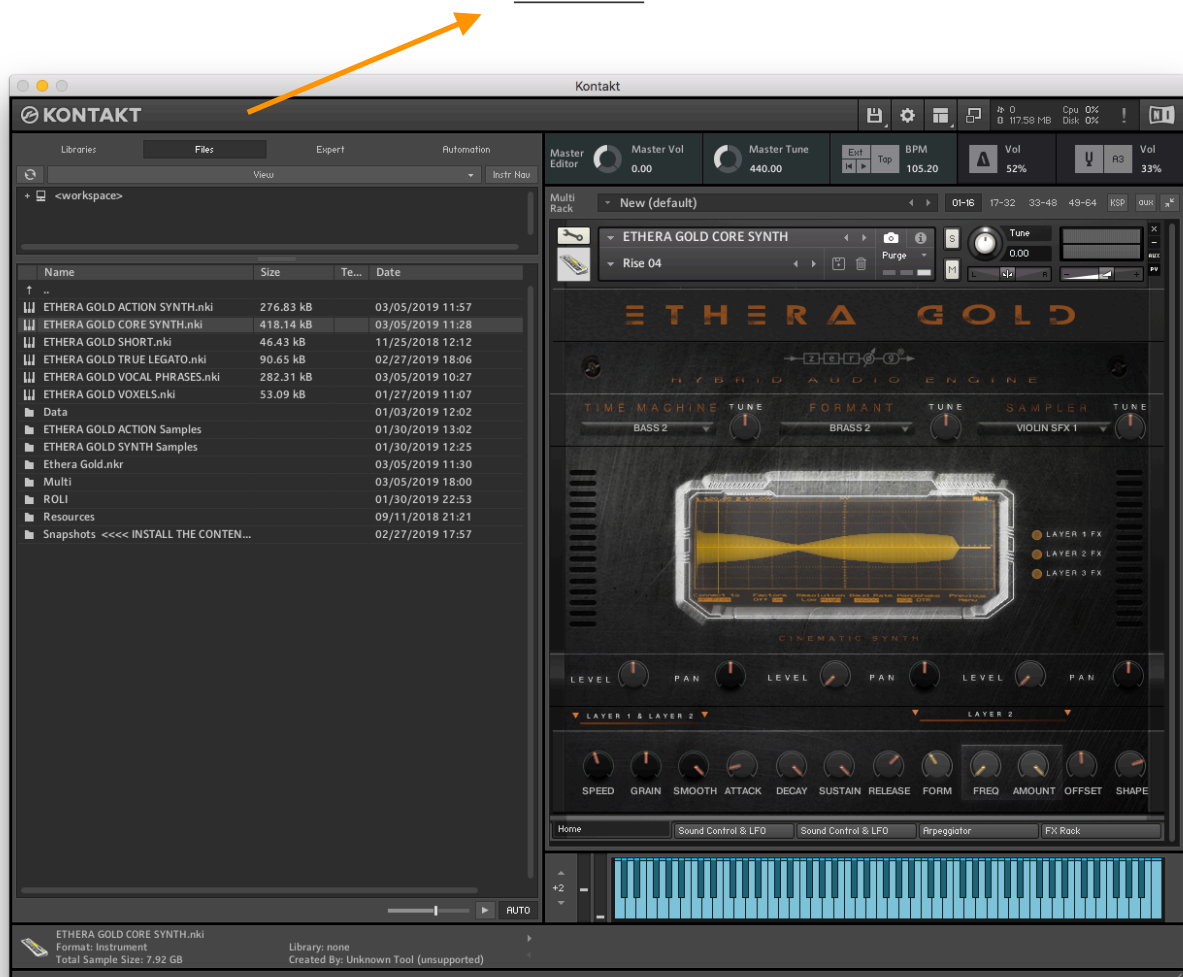 Kontakt
KONTAKT
0 117.58 MB
Cpu 0%
Disk 0%
Libraries Files Expert Automation
View Instr Nav
+ <workspace>
Name Size Te... Date
..
ETHERA GOLD ACTION SYNTH.nki 276.83 kB 03/05/2019 11:57
ETHERA GOLD CORE SYNTH.nki 418.14 kB 03/05/2019 11:28
ETHERA GOLD SHORT.nki 46.43 kB 11/25/2018 12:12
ETHERA GOLD TRUE LEGATO.nki 90.65 kB 02/27/2019 18:06
ETHERA GOLD VOCAL PHRASES.nki 282.31 kB 03/05/2019 10:27
ETHERA GOLD VOXELS.nki 53.09 kB 01/27/2019 11:07
Data 01/03/2019 12:02
ETHERA GOLD ACTION Samples 01/30/2019 13:02
ETHERA GOLD SYNTH Samples 01/30/2019 12:25
Ethera Gold.nkr 03/05/2019 11:30
Multi 03/05/2019 18:00
ROLI 01/30/2019 22:53
Resources 09/11/2018 21:21
Snapshots <<<< INSTALL THE CONTEN... 02/27/2019 17:57
AUTO
ETHERA GOLD CORE SYNTH.nki
Format: Instrument Library: none
Total Sample Size: 7.92 GB Created By: Unknown Tool (unsupported)
Master Editor
Master Vol
0.00
Master Tune
440.00
Ext Tap
BPM
105.20
Vol
52%
A3
Vol
33%
Multi Rack
New (default) 01-16 17-32 33-48 49-64 KSP aux
ETHERA GOLD CORE SYNTH
Rise 04
Purge
S
M
Tune
0.00
L R
- +
aux
PV
ETHERA GOLD
z-e-r-ø-g
HYBRID AUDIO ENGINE
TIME MACHINE TUNE FORMANT TUNE SAMPLER TUNE
BASS 2 BRASS 2 VIOLIN SFX 1
LAYER 1 FX
LAYER 2 FX
LAYER 3 FX
CINEMATIC SYNTH
LEVEL PAN LEVEL PAN LEVEL PAN
LAYER 1 & LAYER 2 LAYER 2
SPEED GRAIN SMOOTH ATTACK DECAY SUSTAIN RELEASE FORM FREQ AMOUNT OFFSET SHAPE
Home Sound Control & LFO Sound Control & LFO Arpeggiator FX Rack
+2